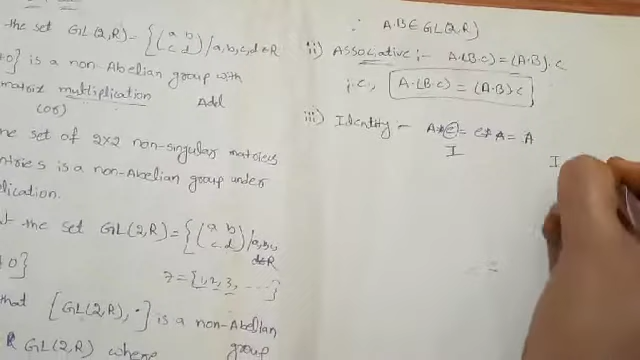 the set GL(2,R) = {(a b
c d) / a,b,c,d∈R
≠0} is a non-Abelian group with
matrix multiplication Add
(or)
the set of 2x2 non-singular matrices
entries is a non-Abelian group under
plication.
at the set GL(2,R) = {(a b
c d) / a,b,c,
d∈R
≠0}
z = {1,2,3, ....}
that [GL(2,R), •] is a non-Abelian
group
GL(2,R) where
∴ A.B ∈ GL(2,R)
ii) Associative :- A.(B.c) = (A.B).c
i.e., A.(B.c) = (A.B)c
iii) Identity - A*e = e*A = A
I
I